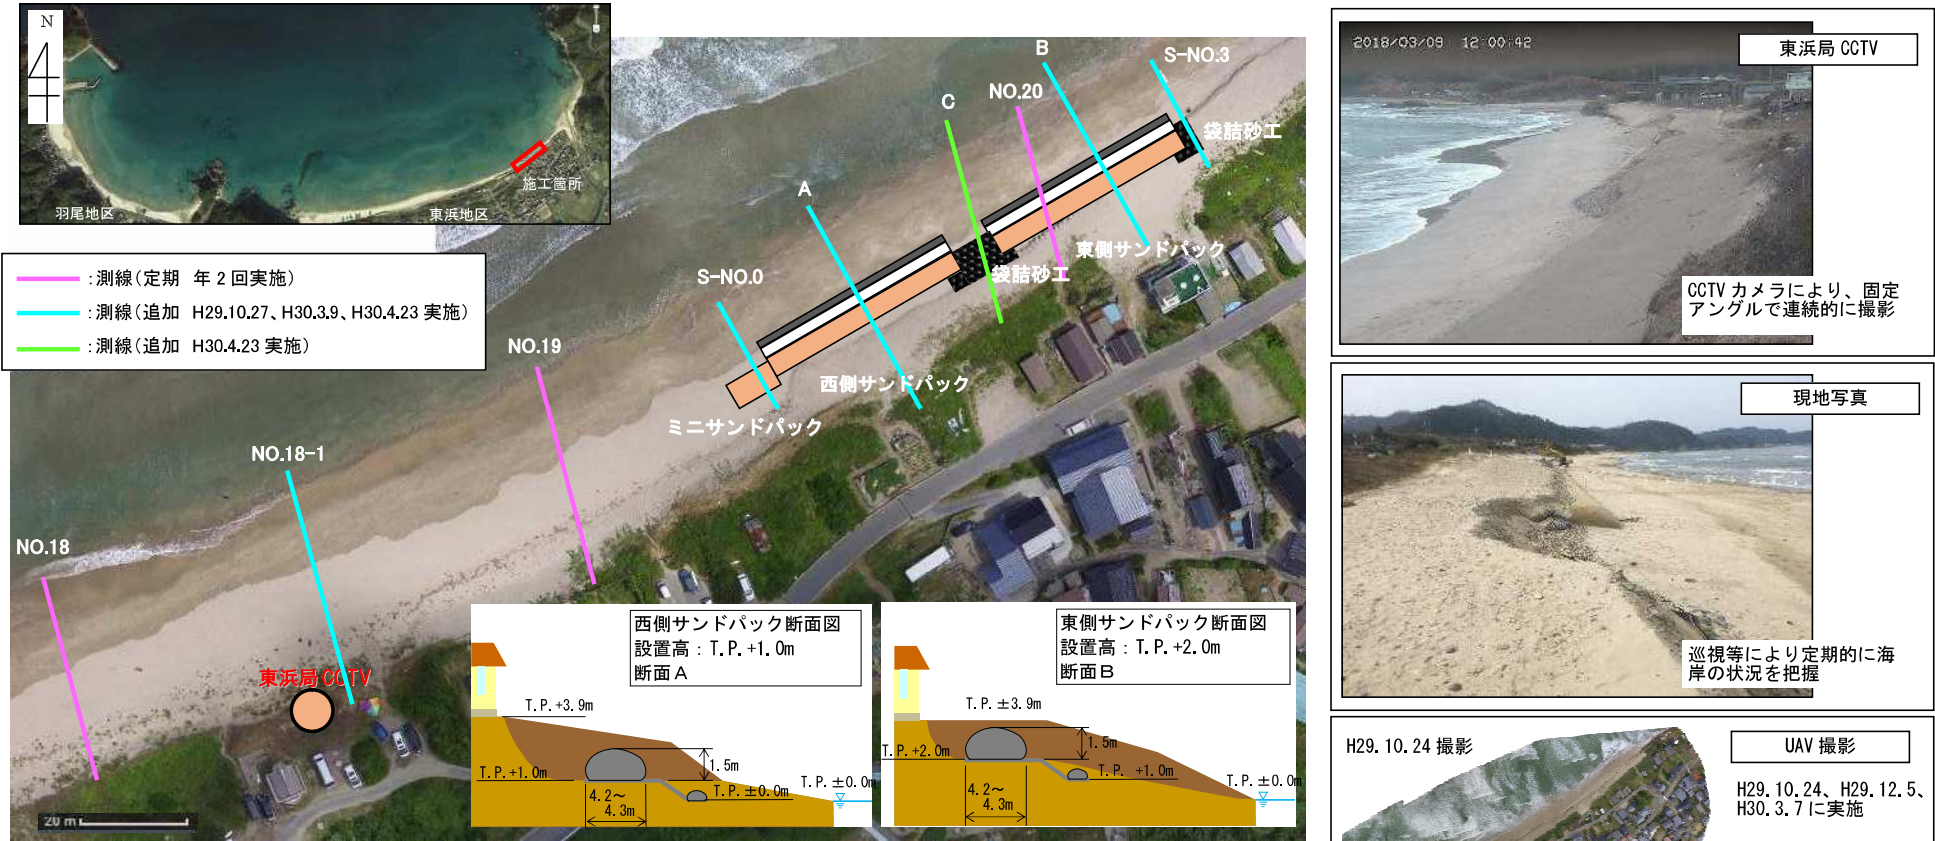 N
施工箇所
羽尾地区
東浜地区
:測線(定期 年2回実施)
:測線(追加 H29.10.27、H30.3.9、H30.4.23 実施)
:測線(追加 H30.4.23 実施)
B
S-NO.3
NO.20
C
袋詰砂工
A
東側サンドパック
袋詰砂工
S-NO.0
NO.19
西側サンドパック
ミニサンドパック
NO.18-1
NO.18
東浜局CCTV
20 m
西側サンドパック断面図
設置高:T.P.+1.0m
断面A
T.P.+3.9m
1.5m
T.P.+1.0m
T.P.±0.0m
T.P.±0.0m
4.2~
4.3m
東側サンドパック断面図
設置高:T.P.+2.0m
断面B
T.P.±3.9m
1.5m
T.P.+2.0m
T.P. +1.0m
T.P.±0.0m
4.2~
4.3m
2018/03/09 12:00:42
東浜局 CCTV
CCTV カメラにより、固定
アングルで連続的に撮影
現地写真
巡視等により定期的に海
岸の状況を把握
H29.10.24 撮影
UAV 撮影
H29.10.24、H29.12.5、
H30.3.7 に実施